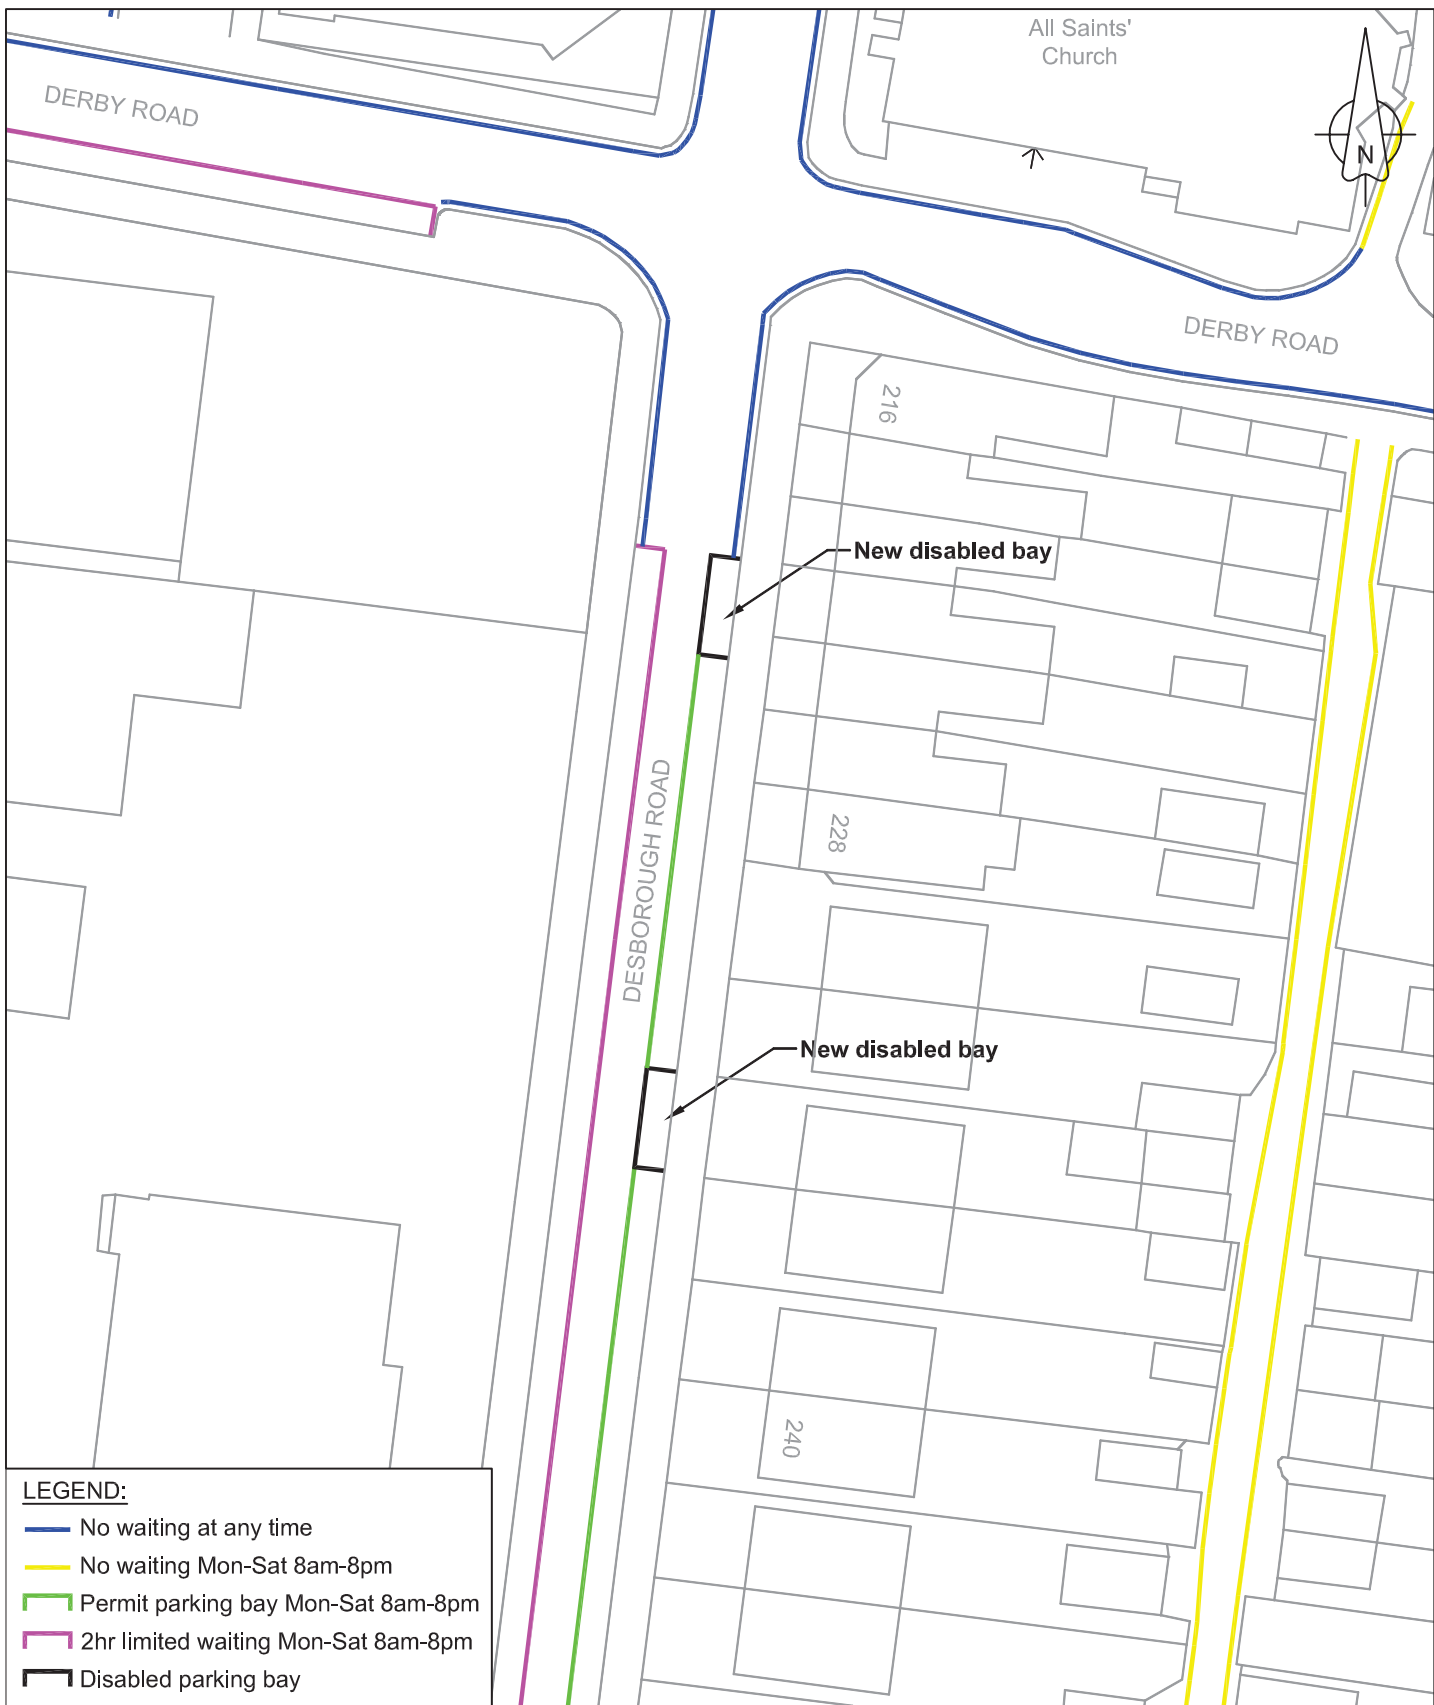 All Saints'
Church
DERBY ROAD
N
DERBY ROAD
216
New disabled bay
DESBOROUGH ROAD
228
New disabled bay
240
LEGEND:
No waiting at any time
No waiting Mon-Sat 8am-8pm
Permit parking bay Mon-Sat 8am-8pm
2hr limited waiting Mon-Sat 8am-8pm
Disabled parking bay